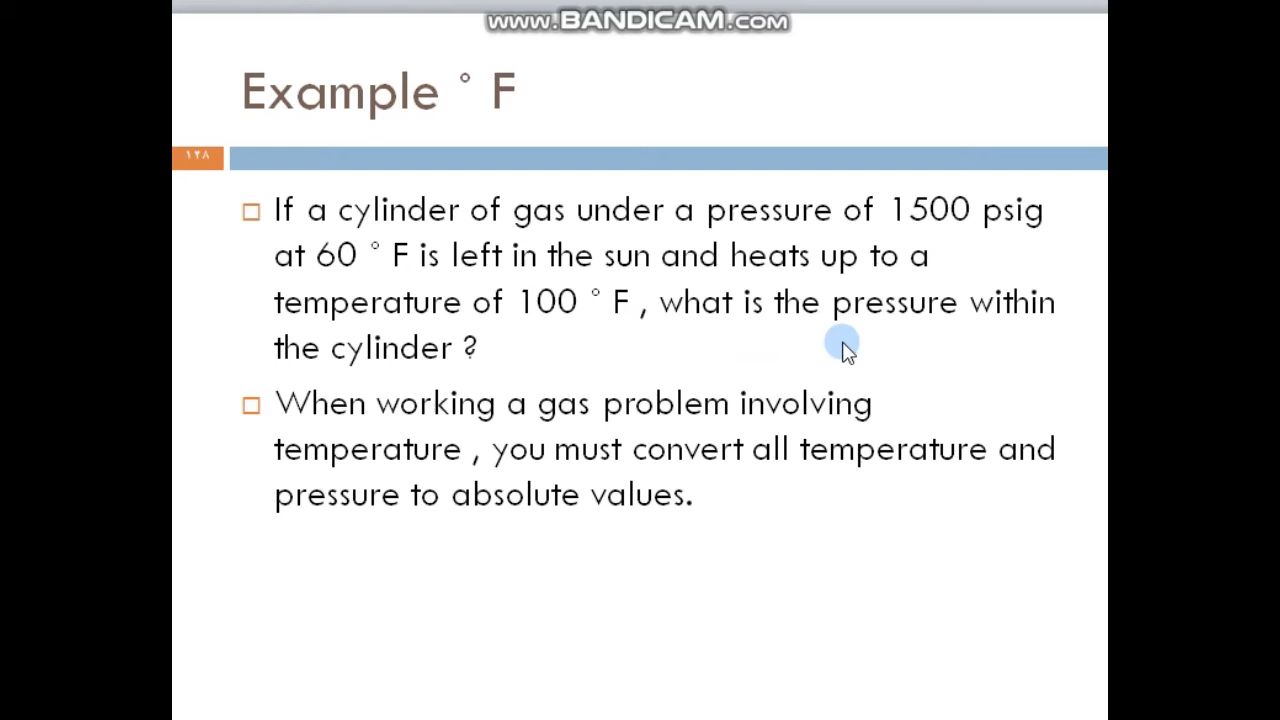 www.BANDICAM.com
Example ° F
١٢٨
If a cylinder of gas under a pressure of 1500 psig
at 60 ° F is left in the sun and heats up to a
temperature of 100 ° F , what is the pressure within
the cylinder ?
When working a gas problem involving
temperature , you must convert all temperature and
pressure to absolute values.